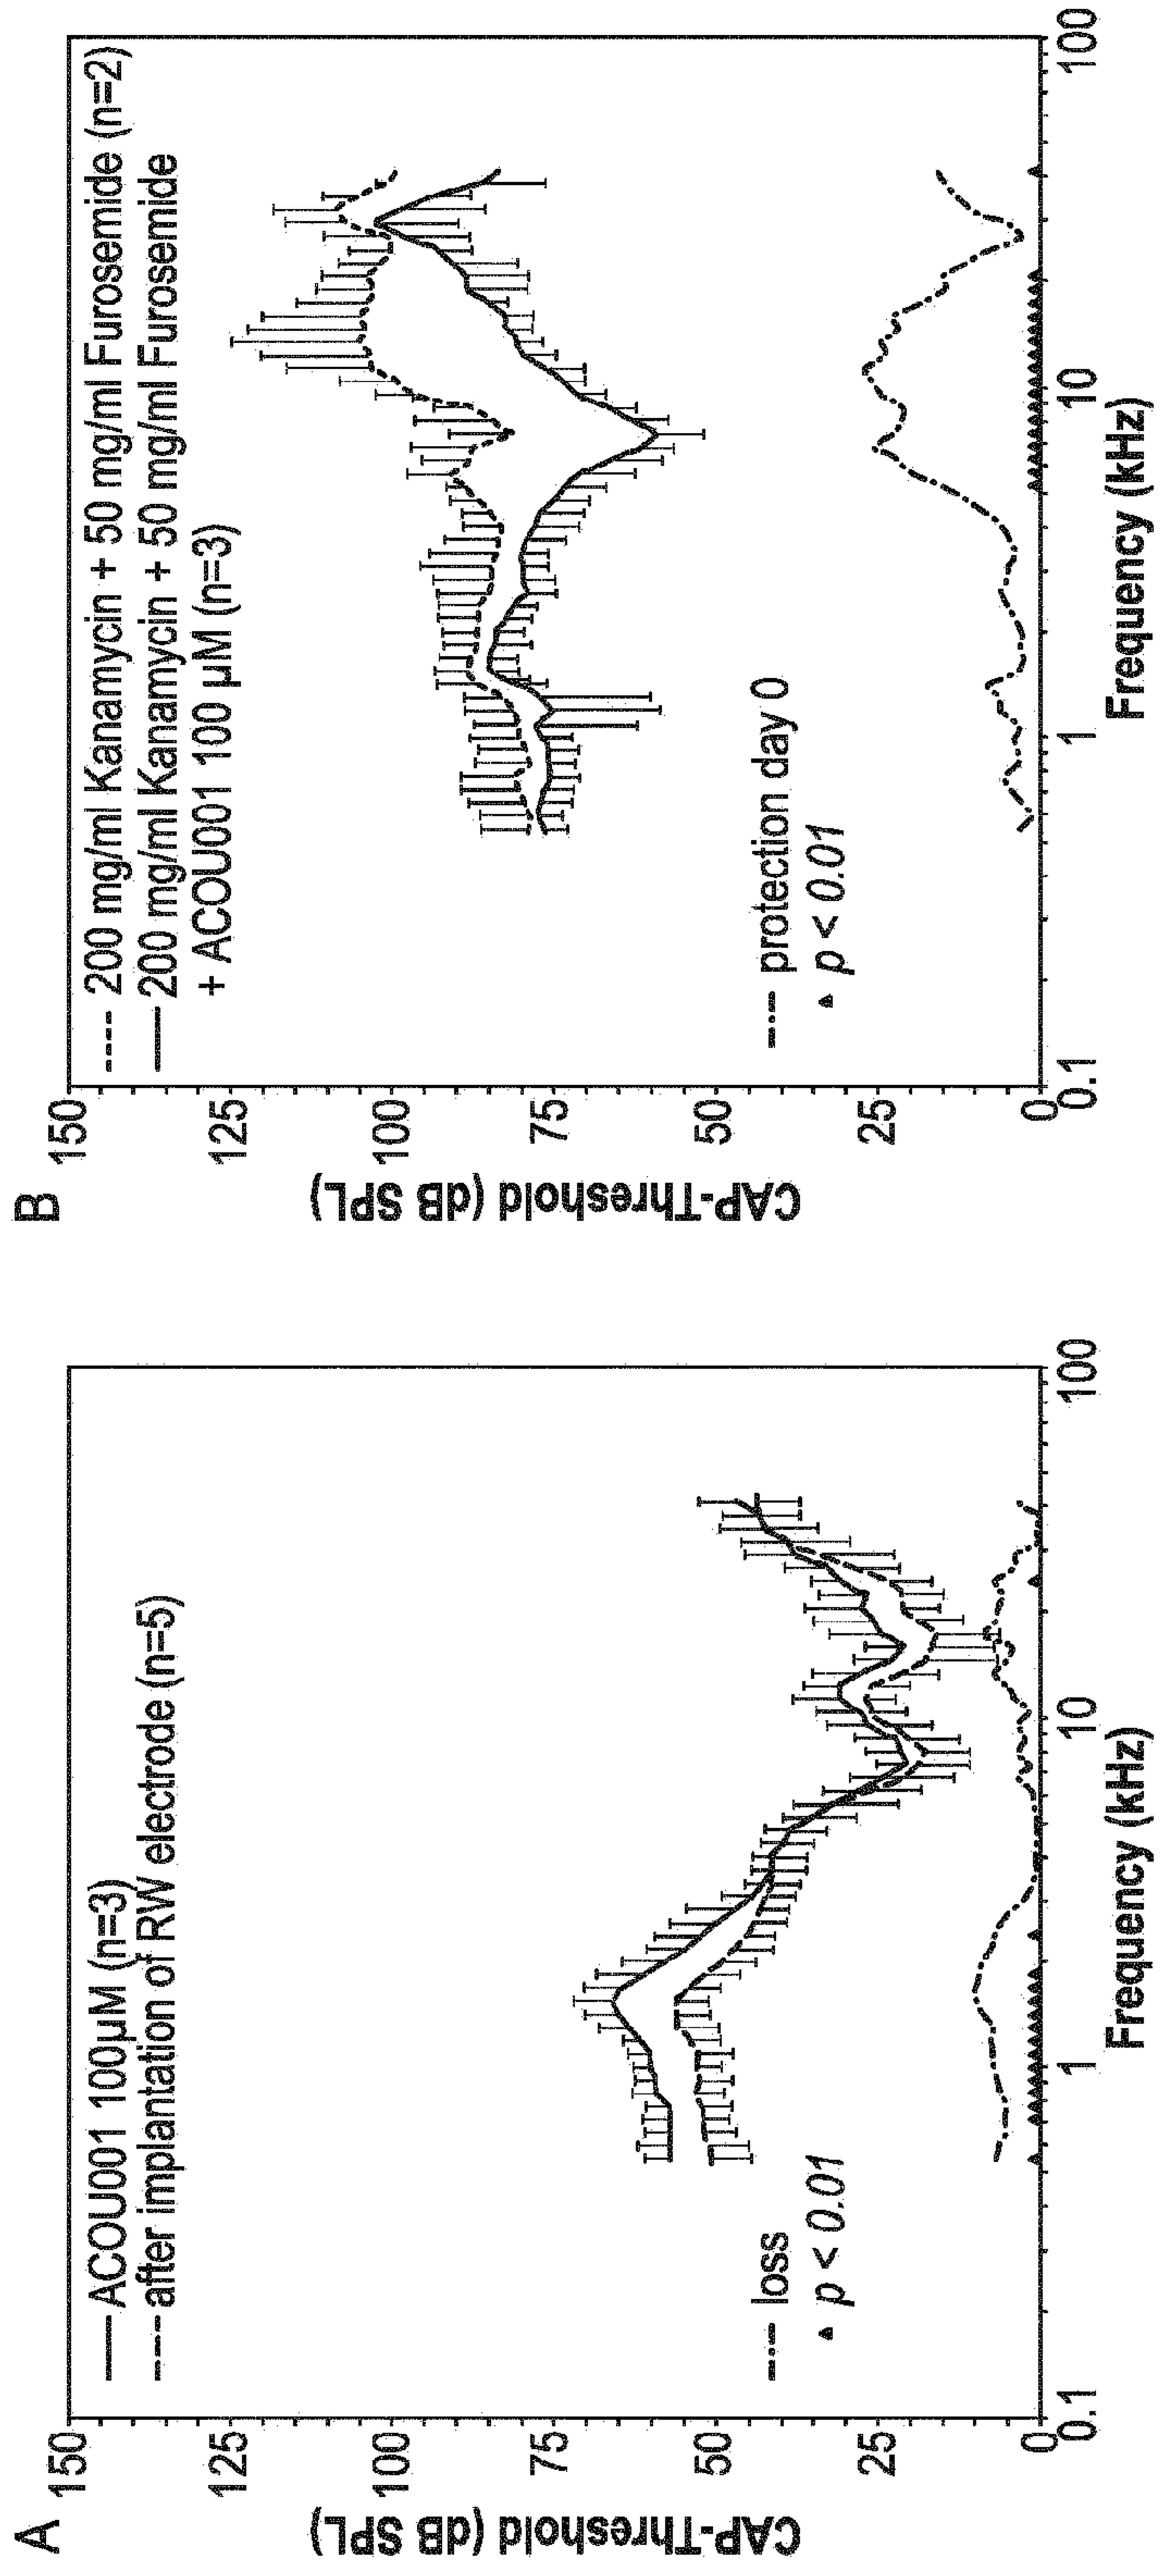 A
CAP-Threshold (dB SPL)
150
125
100
75
50
25
0
ACOU001 100µM (n=3)
after implantation of RW electrode (n=5)
loss
p < 0.01
0.1
1
10
100
Frequency (kHz)
B
CAP-Threshold (dB SPL)
150
125
100
75
50
25
0
200 mg/ml Kanamycin + 50 mg/ml Furosemide (n=2)
200 mg/ml Kanamycin + 50 mg/ml Furosemide
+ ACOU001 100 µM (n=3)
protection day 0
p < 0.01
0.1
1
10
100
Frequency (kHz)